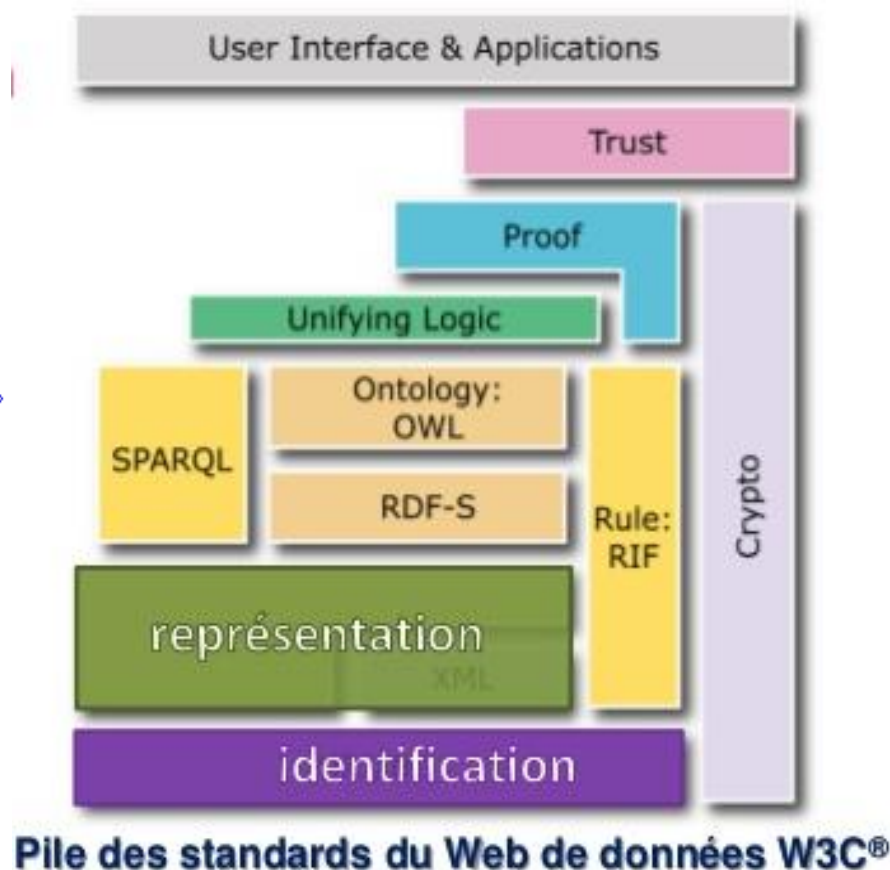 User Interface & Applications
Trust
Proof
Unifying Logic
Ontology:
OWL
SPARQL
RDF-S
Rule:
RIF
Crypto
représentation
XML
identification
Pile des standards du Web de données W3C®